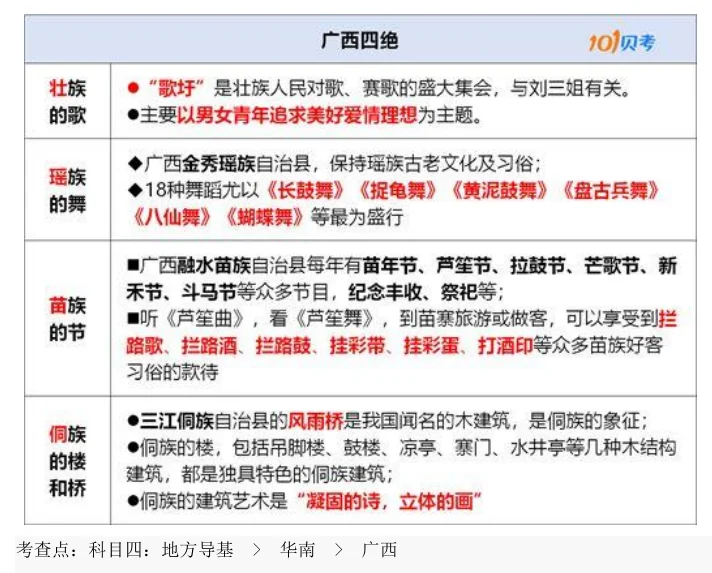 广西四绝
101贝考
壮族
的歌
●“歌圩”是壮族人民对歌、赛歌的盛大集会，与刘三姐有关。
●主要以男女青年追求美好爱情理想为主题。
瑶族
的舞
◆广西金秀瑶族自治县，保持瑶族古老文化及习俗；
◆18种舞蹈尤以《长鼓舞》《捉龟舞》《黄泥鼓舞》《盘古兵舞》
《八仙舞》《蝴蝶舞》等最为盛行
苗族
的节
■广西融水苗族自治县每年有苗年节、芦笙节、拉鼓节、芒歌节、新
禾节、斗马节等众多节目，纪念丰收、祭祀等；
■听《芦笙曲》，看《芦笙舞》，到苗寨旅游或做客，可以享受到拦
路歌、拦路酒、拦路鼓、挂彩带、挂彩蛋、打酒印等众多苗族好客
习俗的款待
侗族
的楼
和桥
●三江侗族自治县的风雨桥是我国闻名的木建筑，是侗族的象征；
●侗族的楼，包括吊脚楼、鼓楼、凉亭、寨门、水井亭等几种木结构
建筑，都是独具特色的侗族建筑；
●侗族的建筑艺术是“凝固的诗，立体的画”
考查点：科目四：地方导基 > 华南 > 广西